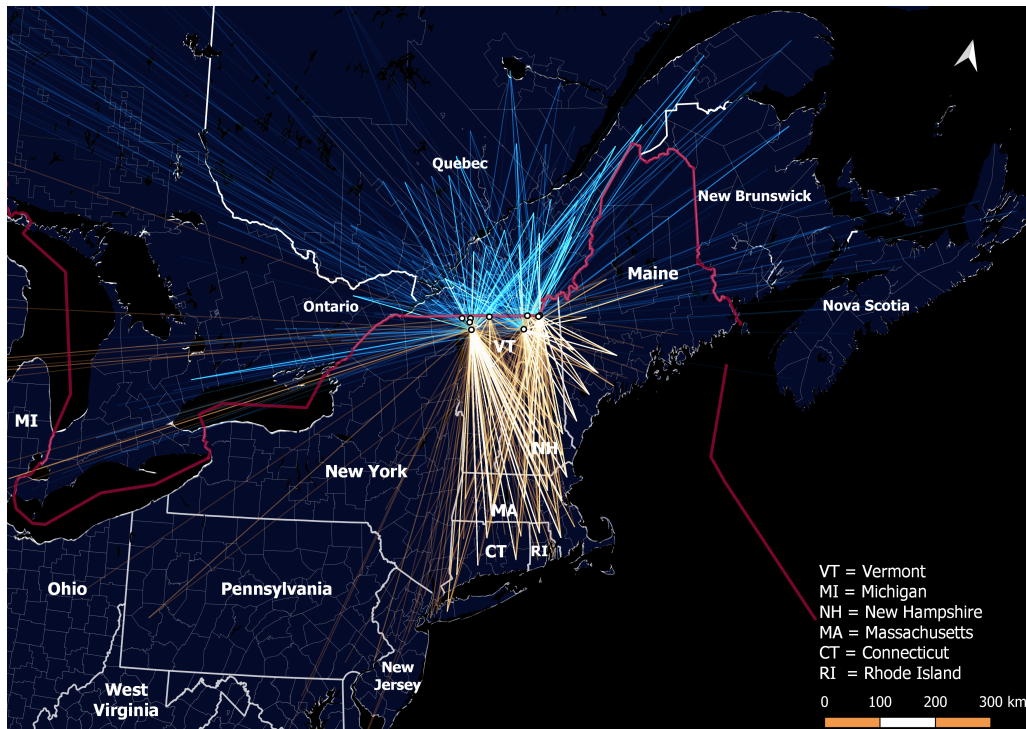 Quebec
New Brunswick
Maine
Ontario
Nova Scotia
VT
MI
NH
New York
MA
CT
RI
Ohio
Pennsylvania
New
Jersey
West
Virginia
VT = Vermont
MI = Michigan
NH = New Hampshire
MA = Massachusetts
CT = Connecticut
RI = Rhode Island
0 100 200 300 km